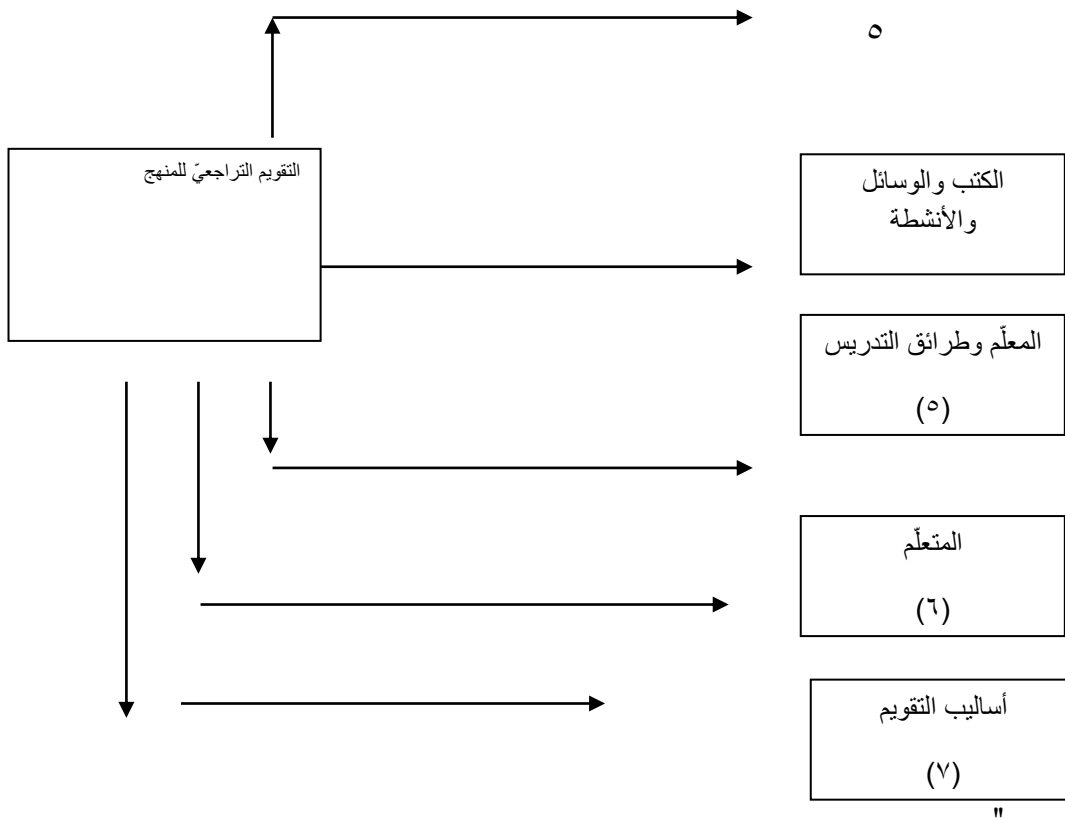 ٥
التقويم التراجعيّ للمنهج
الكتب والوسائل
والأنشطة
المعلّم وطرائق التدريس
(٥)
المتعلّم
(٦)
أساليب التقويم
(٧)
"